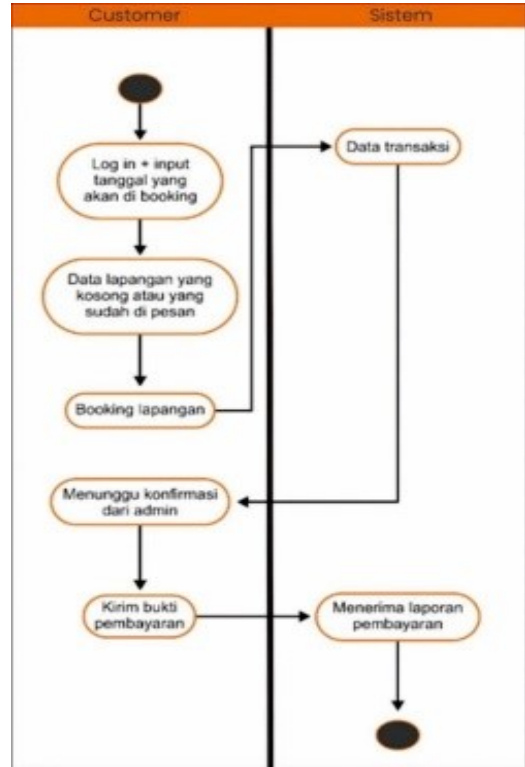 Customer
Sistem
Log in + input
tanggal yang
akan di booking
Data transaksi
Data lapangan yang
kosong atau yang
sudah di pesan
Booking lapangan
Menunggu konfirmasi
dari admin
Kirim bukti
pembayaran
Menerima laporan
pembayaran